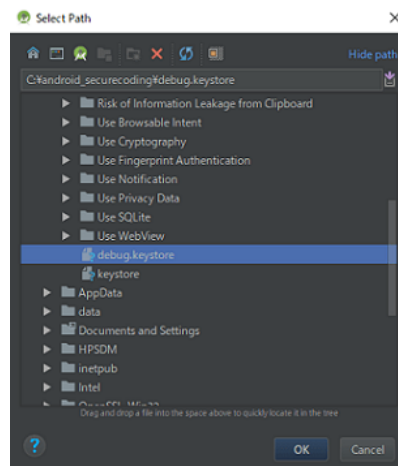 Select Path
Hide path
C:¥android_securecoding¥debug.keystore
Risk of Information Leakage from Clipboard
Use Browsable Intent
Use Cryptography
Use Fingerprint Authentication
Use Notification
Use Privacy Data
Use SQLite
Use WebView
debug.keystore
keystore
AppData
data
Documents and Settings
HPSDM
inetpub
Intel
OpenSSL-Win32
Drag and drop a file into the space above to quickly locate it in the tree
?
OK
Cancel